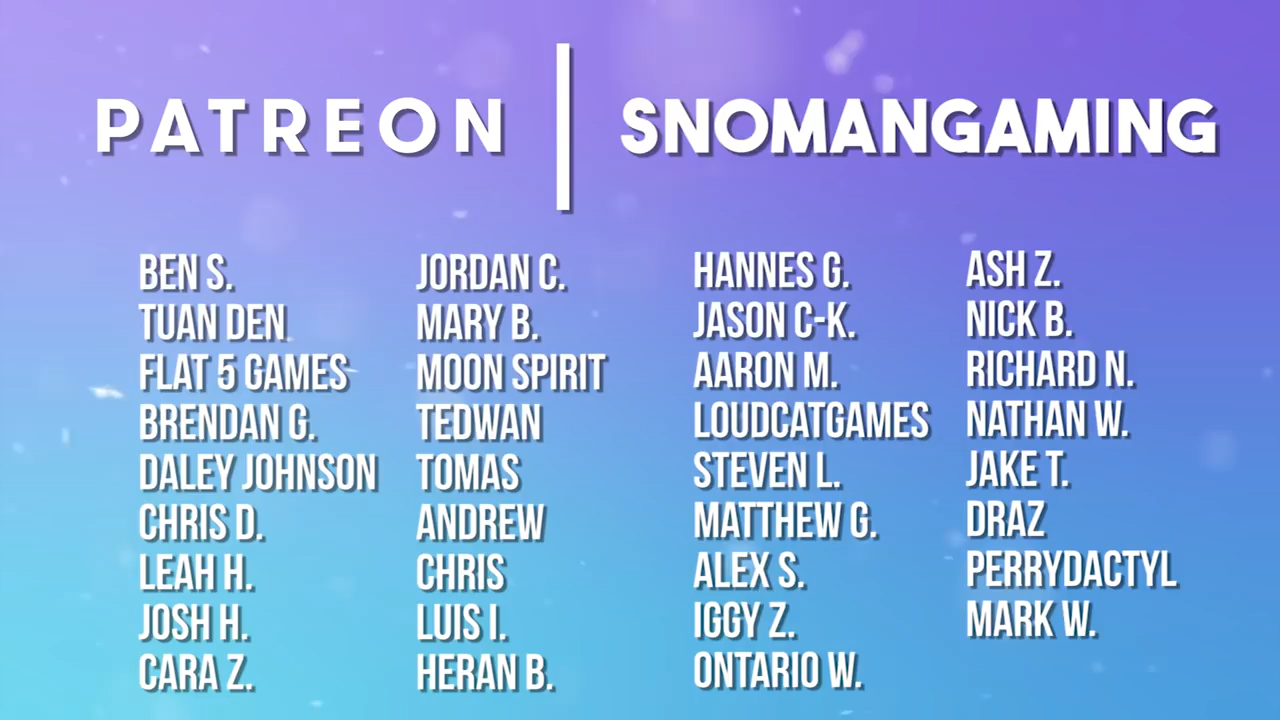 PATREON | SNOMANGAMING
BEN S.
TUAN DEN
FLAT 5 GAMES
BRENDAN G.
DALEY JOHNSON
CHRIS D.
LEAH H.
JOSH H.
CARA Z.
JORDAN C.
MARY B.
MOON SPIRIT
TEDWAN
TOMAS
ANDREW
CHRIS
LUIS I.
HERAN B.
HANNES G.
JASON C-K.
AARON M.
LOUDCATGAMES
STEVEN L.
MATTHEW G.
ALEX S.
IGGY Z.
ONTARIO W.
ASH Z.
NICK B.
RICHARD N.
NATHAN W.
JAKE T.
DRAZ
PERRYDACTYL
MARK W.